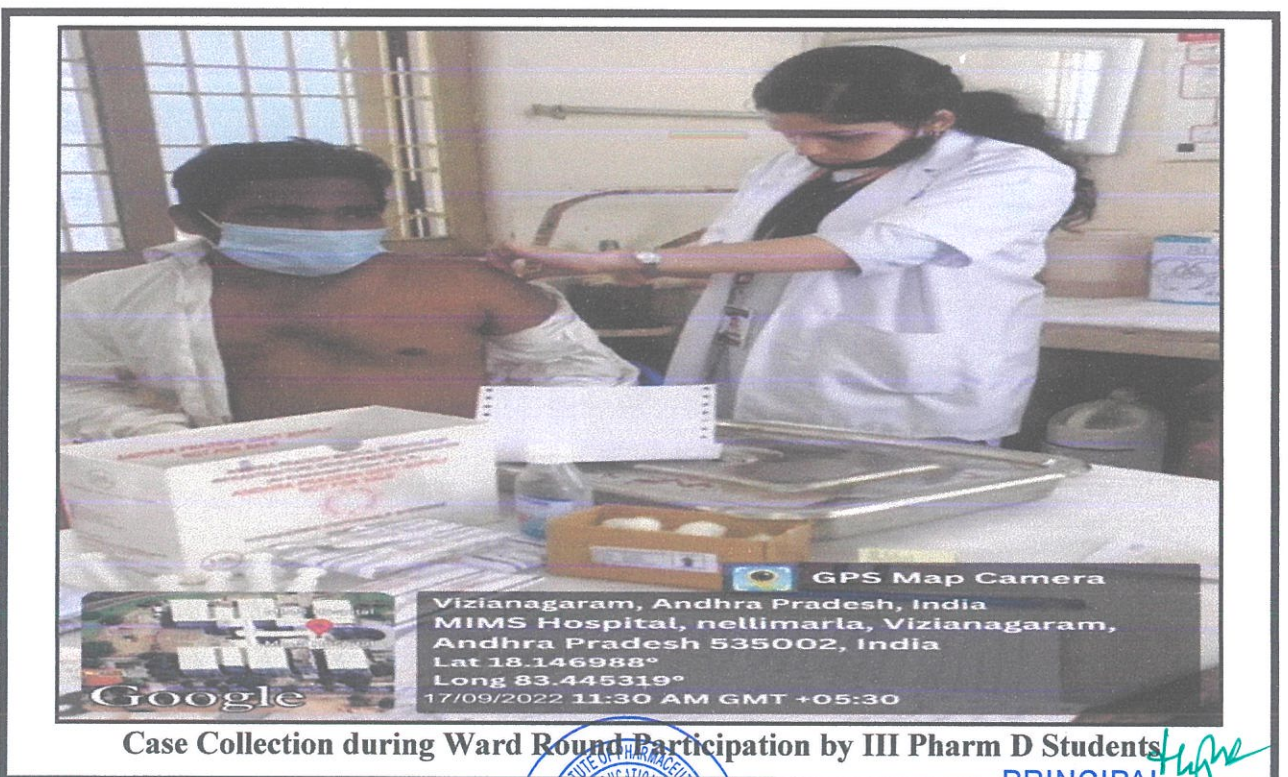 GPS Map Camera
Vizianagaram, Andhra Pradesh, India
MIMS Hospital, nellimarla, Vizianagaram,
Andhra Pradesh 535002, India
Lat 18.146988°
Long 83.445319°
17/09/2022 11:30 AM GMT +05:30
Google
Case Collection during Ward Round Participation by III Pharm D Students
PRINCIPAL